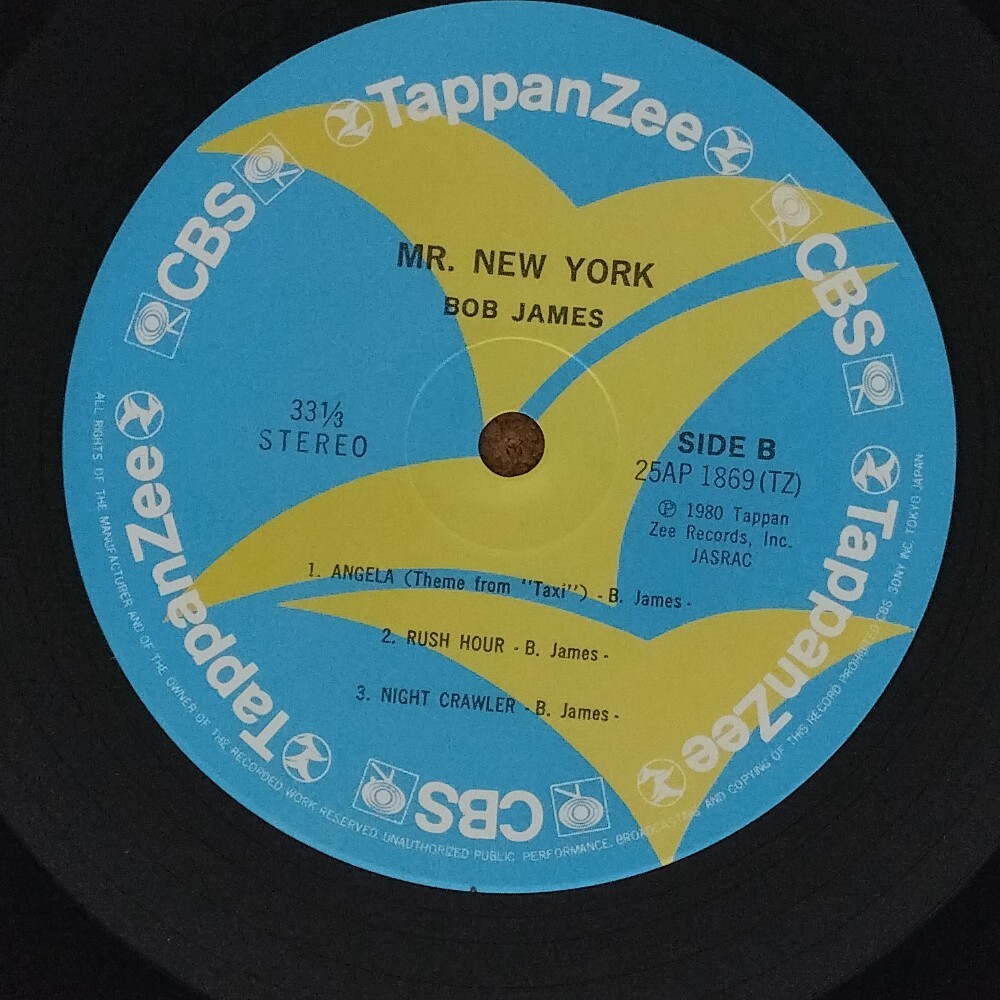 TappanZee
CBS
CBS
MR. NEW YORK
BOB JAMES
33 1/3
STEREO
SIDE B
25AP 1869 (TZ)
Ⓟ 1980 Tappan
Zee Records, Inc.
JASRAC
1. ANGELA (Theme from "Taxi") - B. James -
2. RUSH HOUR - B. James -
3. NIGHT CRAWLER - B. James -
TappanZee
TappanZee
TappanZee
TappanZee
CBS
ALL RIGHTS OF THE MANUFACTURER AND OF THE OWNER OF THE RECORDED WORK RESERVED. UNAUTHORIZED PUBLIC PERFORMANCE. BROADCASTING AND COPYING OF THIS RECORD PROHIBITED. CBS SONY INC. TOKYO JAPAN